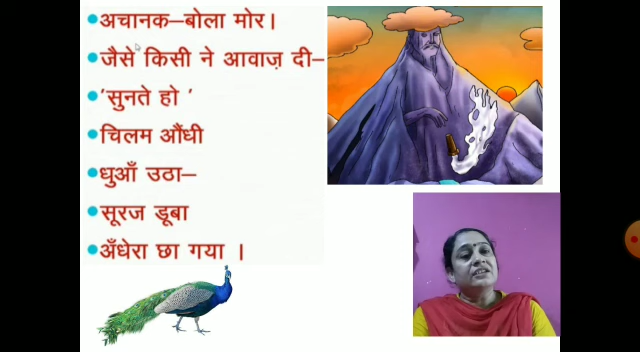 • अचानक–बोला मोर।
• जैसे किसी ने आवाज़ दी–
• 'सुनते हो '
• चिलम औंधी
• धुआँ उठा–
• सूरज डूबा
• अँधेरा छा गया ।